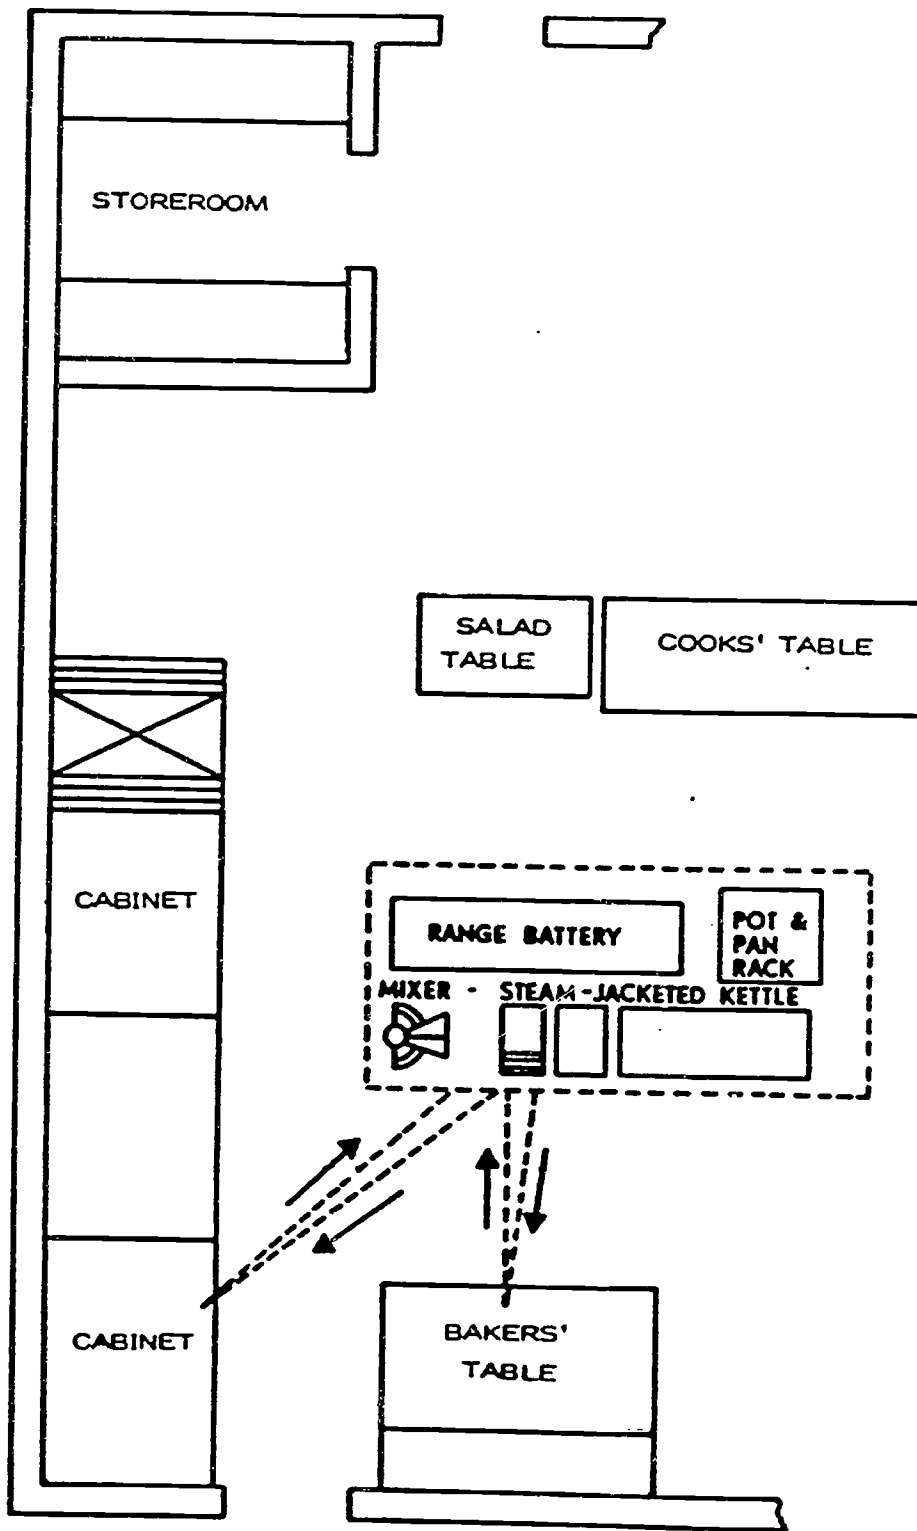 STOREROOM
SALAD
TABLE
COOKS' TABLE
CABINET
RANGE BATTERY
POT &
PAN
RACK
MIXER - STEAM-JACKETED KETTLE
CABINET
BAKERS'
TABLE